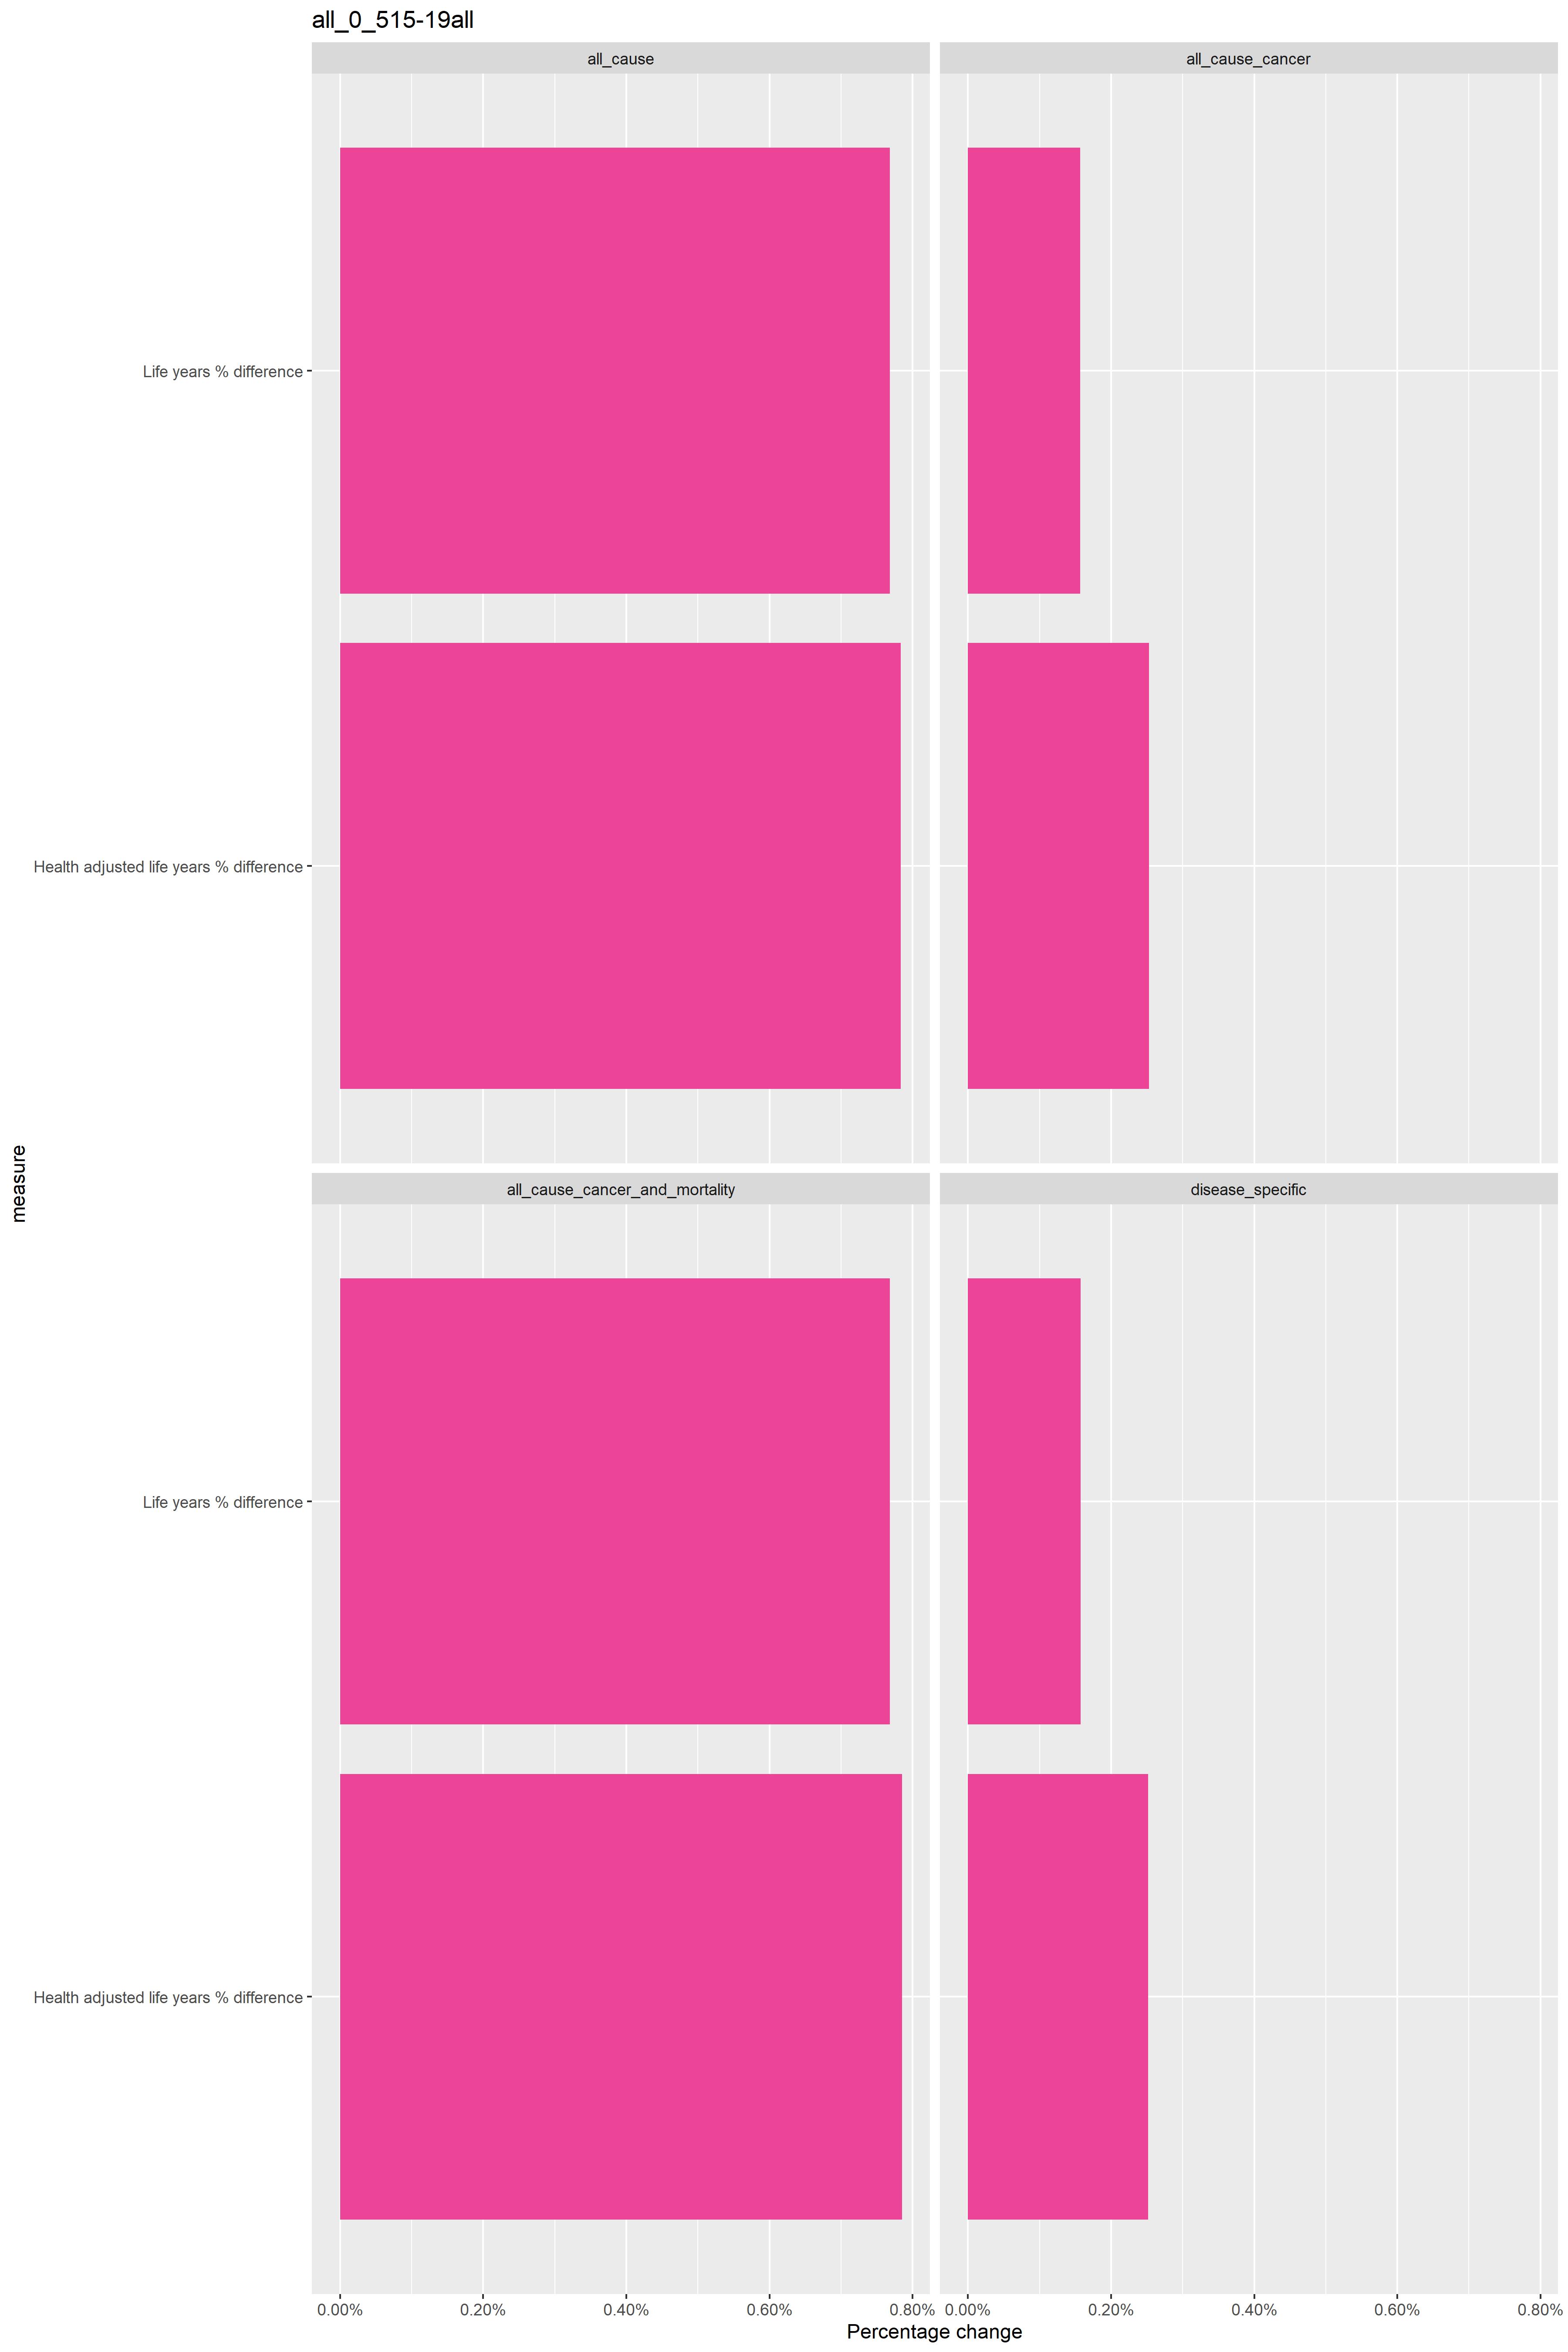 all_0_515-19all
all_cause
all_cause_cancer
Life years % difference
Health adjusted life years % difference
measure
all_cause_cancer_and_mortality
disease_specific
Life years % difference
Health adjusted life years % difference
0.00% 0.20% 0.40% 0.60% 0.80% 0.00% 0.20% 0.40% 0.60% 0.80%
Percentage change